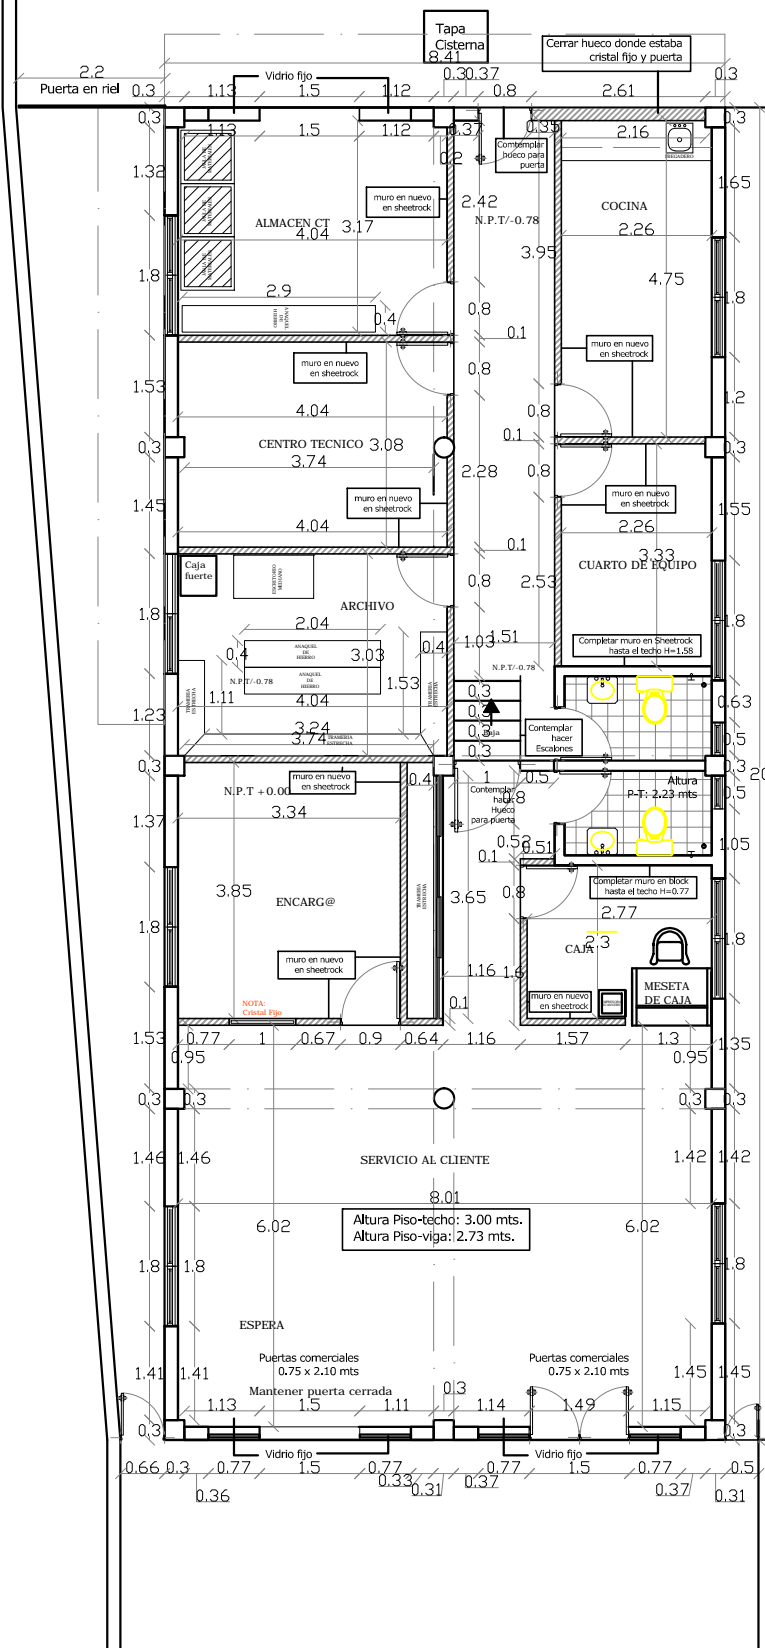 Tapa
Cisterna
Cerrar hueco donde estaba
cristal fijo y puerta
8.41
2.2
Puerta en riel
Vidrio fijo
0.3 1.13 1.5 1.12 0.3 0.37 0.8 2.61 0.3
0.3 1.13 1.5 1.12 0.37 0.35 2.16 0.3
Contemplar
hueco para
puerta
0.2
FREGADERO
1.32
muro en nuevo
en sheetrock
2.42
1.65
COCINA
ALMACEN CT
3.17
N.P.T/-0.78
4.04
2.26
3.95
1.8
4.75
2.9
0.8
1.8
0.4
0.1
muro en nuevo
en sheetrock
muro en nuevo
en sheetrock
0.8
1.53
1.2
4.04
0.8
0.1
CENTRO TECNICO
3.08
0.3
0.3
3.74
2.28
0.8
muro en nuevo
en sheetrock
muro en nuevo
en sheetrock
1.45
1.55
4.04
2.26
0.1
3.33
Caja
fuerte
ESCRITORIO
MEDIANO
CUARTO DE EQUIPO
0.8
2.53
ARCHIVO
1.8
1.8
2.04
1.03
1.51
Completar muro en Sheetrock
hasta el techo H=1.58
ANAQUEL
DE
HIERRO
0.4
3.03
0.4
N.P.T/-0.78
N.P.T/-0.78
ANAQUEL
DE
HIERRO
1.11
4.04
1.53
TRAMERIA
ESTRECHA
TRAMERIA
ESTRECHA
0.3
0.3
0.3
0.63
1.23
3.24
3.74
TRAMERIA
ESTRECHA
Baja
Contemplar
hacer
Escalones
0.5
0.3
0.3
muro en nuevo
en sheetrock
0.4
1
0.5
Altura
P-T: 2.23 mts
N.P.T +0.00
Contemplar
hacer
Hueco
para puerta
0.8
0.5
3.34
1.37
0.52
0.51
1.05
0.1
Completar muro en block
hasta el techo H=0.77
3.85
TRAMERIA
ESTRECHA
3.65
0.8
ENCARG@
2.77
1.8
CAJA
2.3
1.8
muro en nuevo
en sheetrock
1.16
1.6
MESETA
DE CAJA
NOTA:
Cristal Fijo
muro en nuevo
en sheetrock
0.1
1.53 0.77 1 0.67 0.9 0.64 1.16 1.57 1.3 1.35
0.95
0.95
0.3 0.3
0.3 0.3
1.46 1.46
SERVICIO AL CLIENTE
1.42 1.42
8.01
Altura Piso-techo: 3.00 mts.
Altura Piso-viga: 2.73 mts.
6.02
6.02
1.8 1.8
1.8
ESPERA
Puertas comerciales
0.75 x 2.10 mts
Puertas comerciales
0.75 x 2.10 mts
1.41 1.41
1.45 1.45
Mantener puerta cerrada
0.3
1.13 1.5 1.11 1.14 1.49 1.15
0.3
0.3
Vidrio fijo
Vidrio fijo
0.66 0.3 0.77 1.5 0.77 0.77 1.5 0.77 0.5
0.33
0.37
0.36
0.31
0.37
0.31